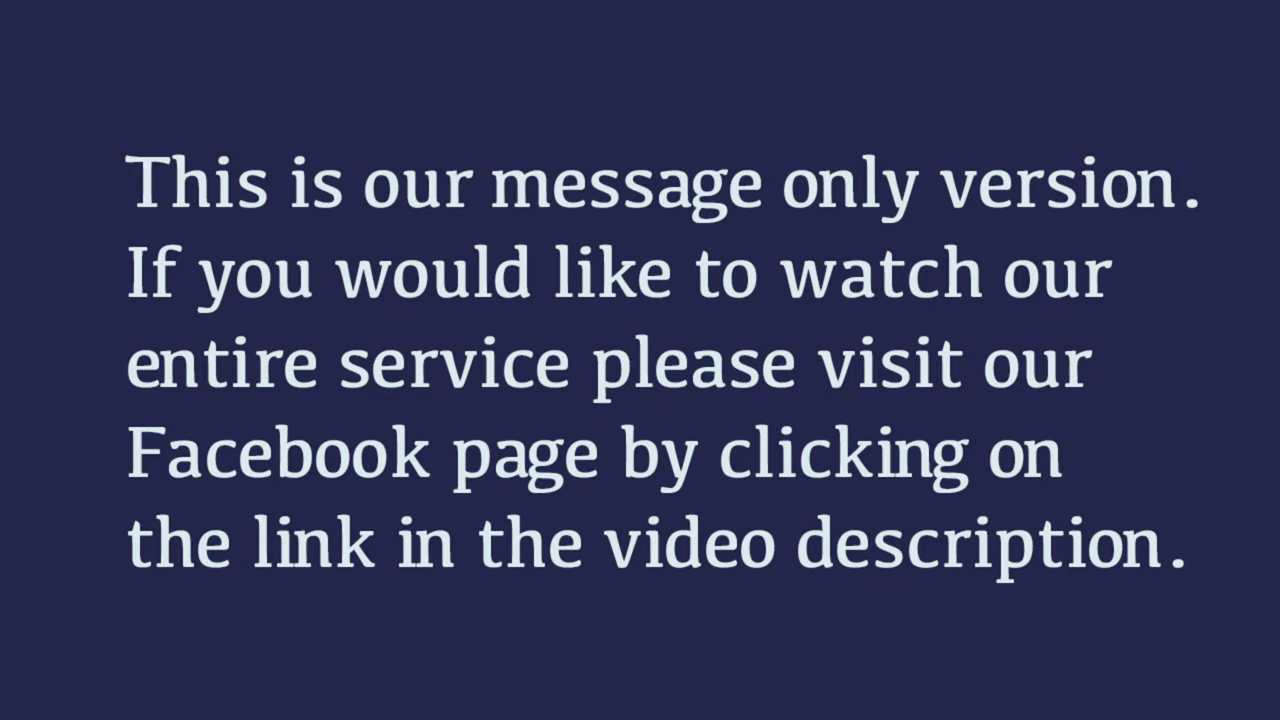 This is our message only version.
If you would like to watch our
entire service please visit our
Facebook page by clicking on
the link in the video description.